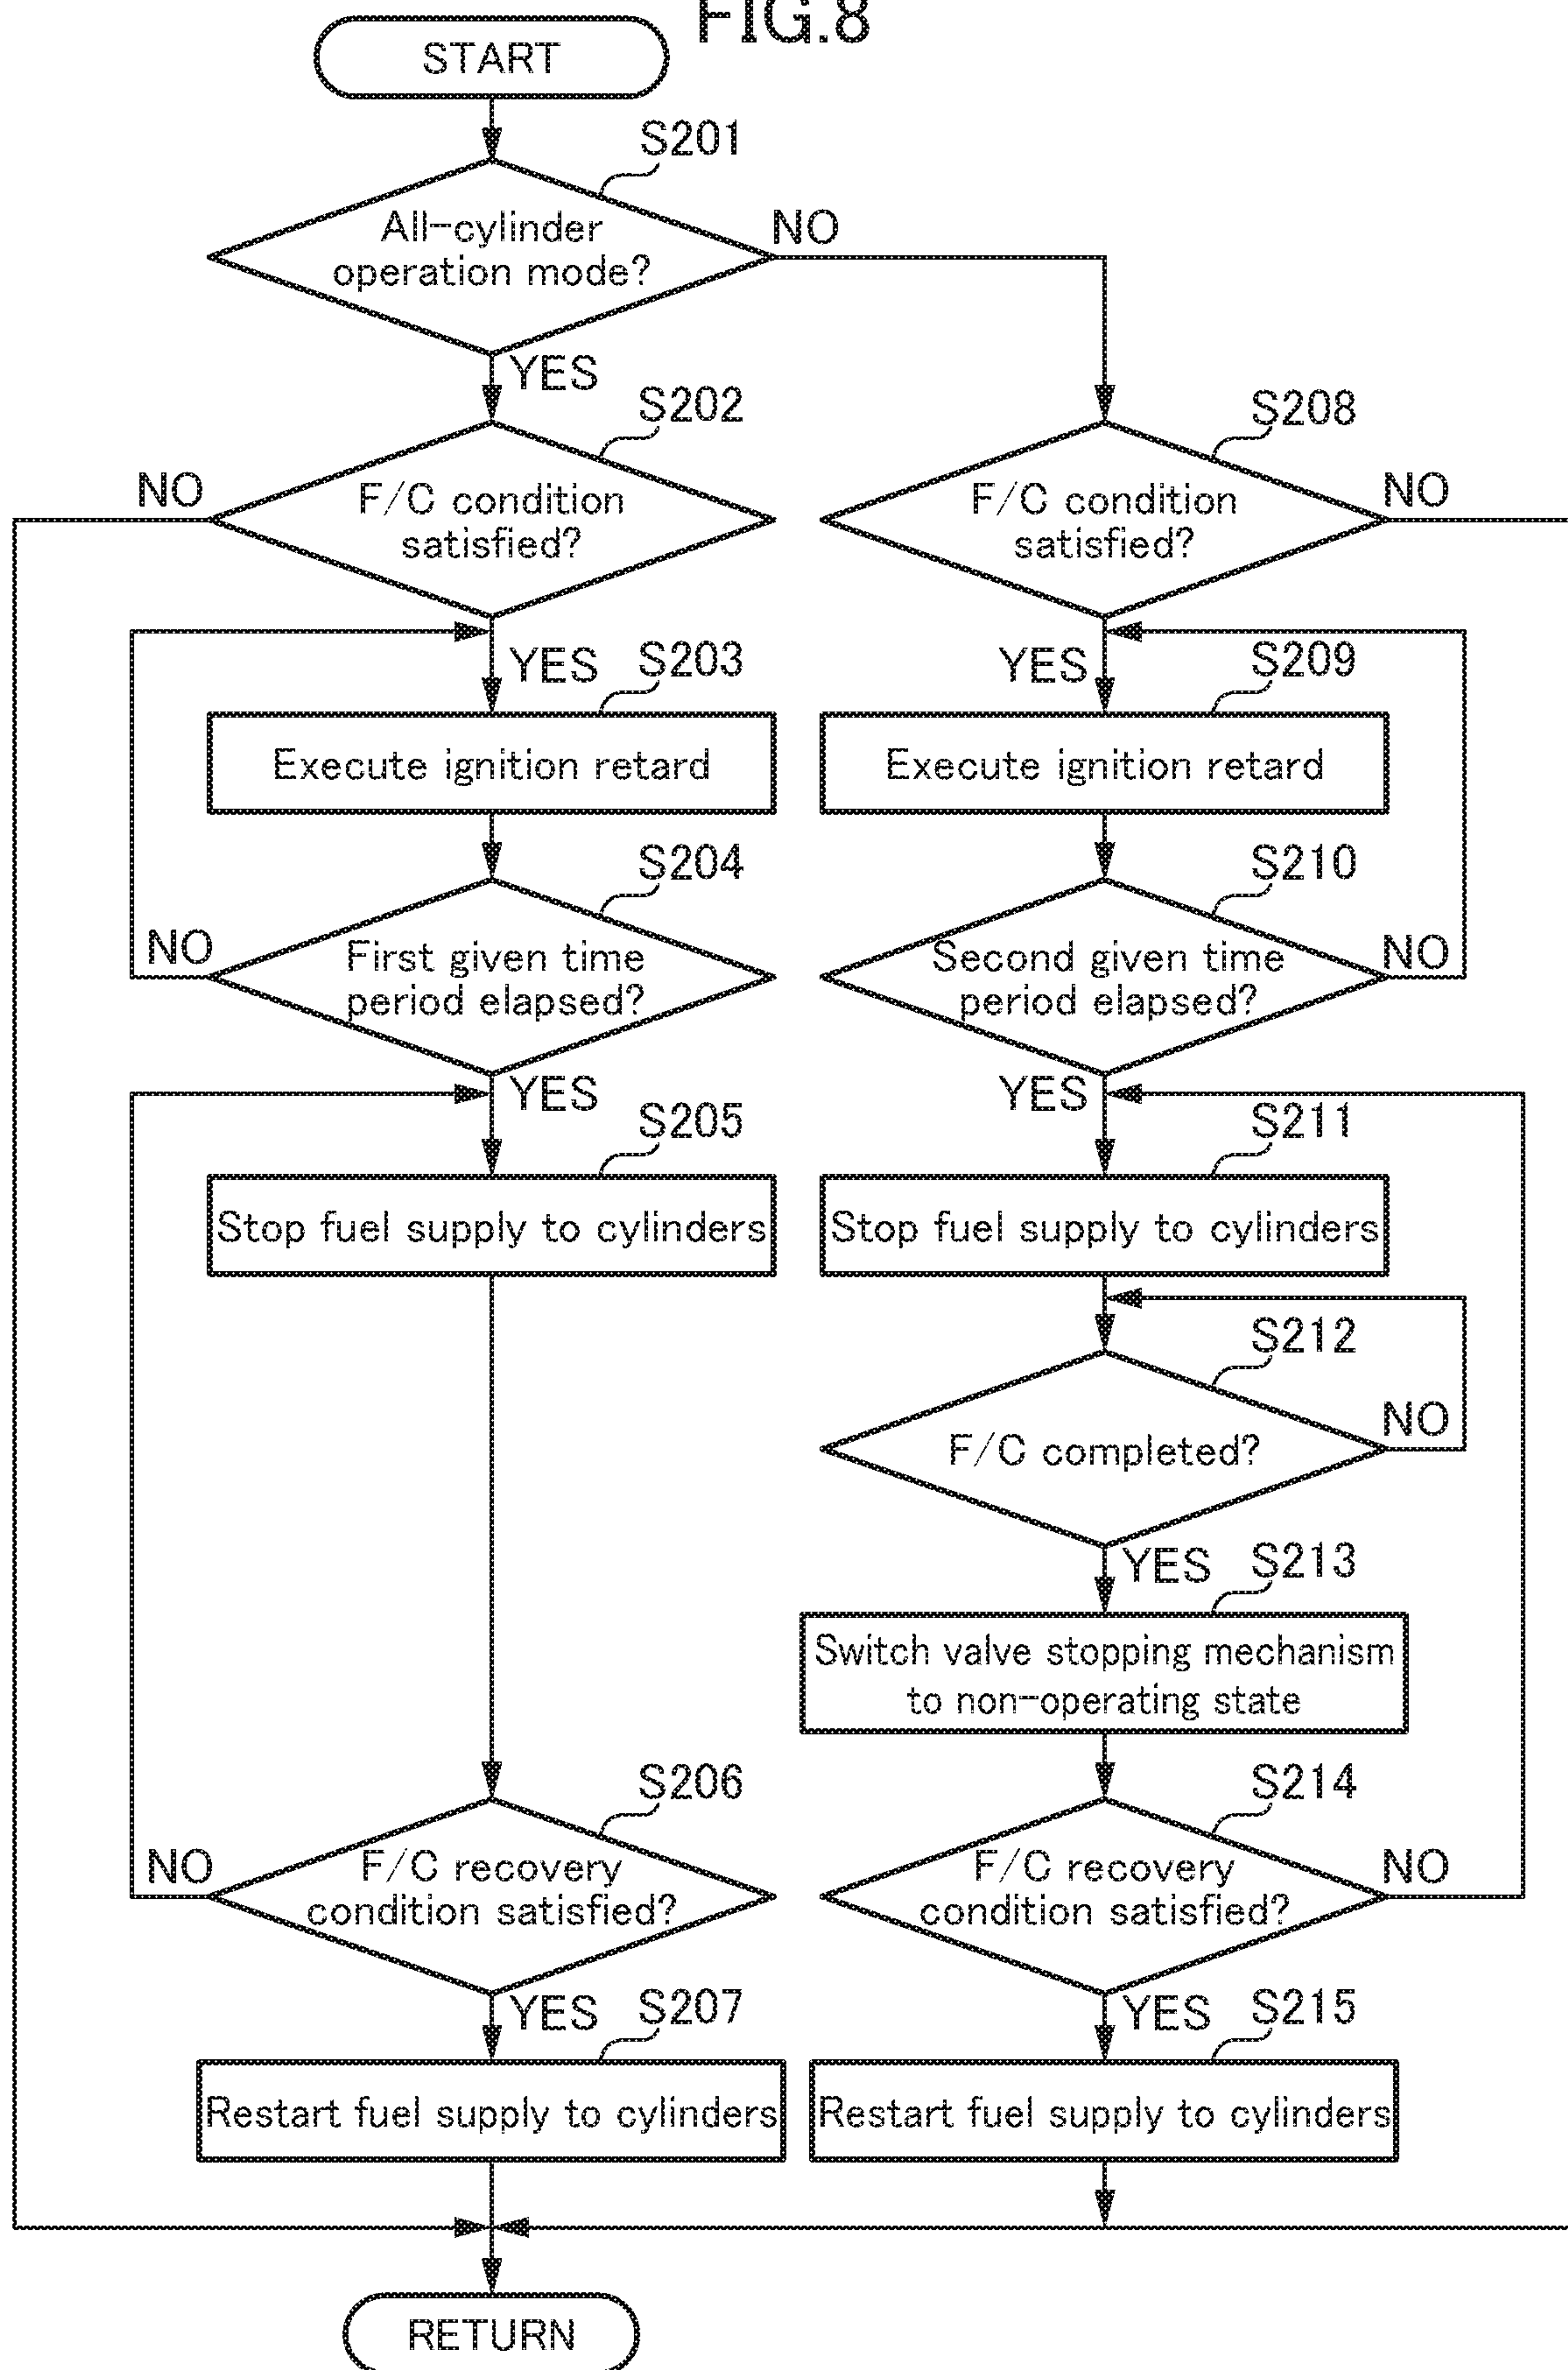 FIG.8
START
S201
All-cylinder
operation mode?
NO
YES
S202
F/C condition
satisfied?
NO
YES
S203
Execute ignition retard
S204
First given time
period elapsed?
NO
YES
S205
Stop fuel supply to cylinders
S206
F/C recovery
condition satisfied?
NO
YES
S207
Restart fuel supply to cylinders
S208
F/C condition
satisfied?
NO
YES
S209
Execute ignition retard
S210
Second given time
period elapsed?
NO
YES
S211
Stop fuel supply to cylinders
S212
F/C completed?
NO
YES
S213
Switch valve stopping mechanism
to non-operating state
S214
F/C recovery
condition satisfied?
NO
YES
S215
Restart fuel supply to cylinders
RETURN